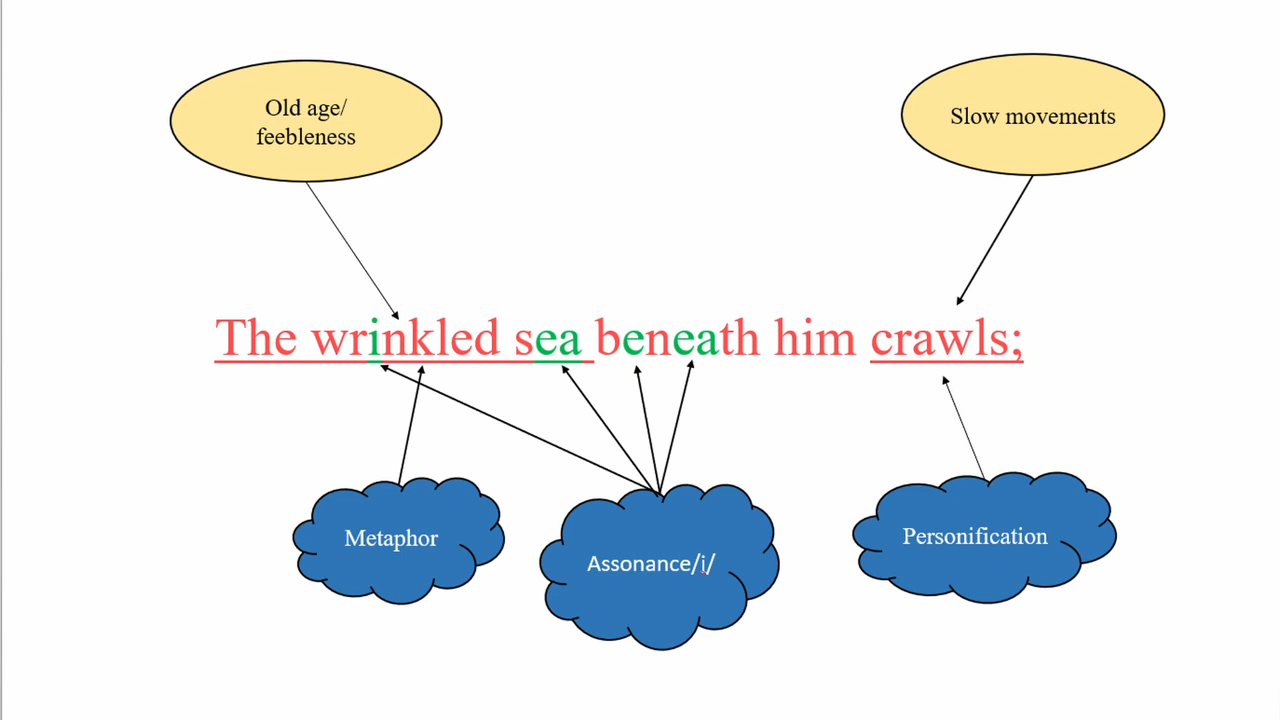 Old age/
feebleness
Slow movements
The wrinkled sea beneath him crawls;
Metaphor
Assonance/i/
Personification